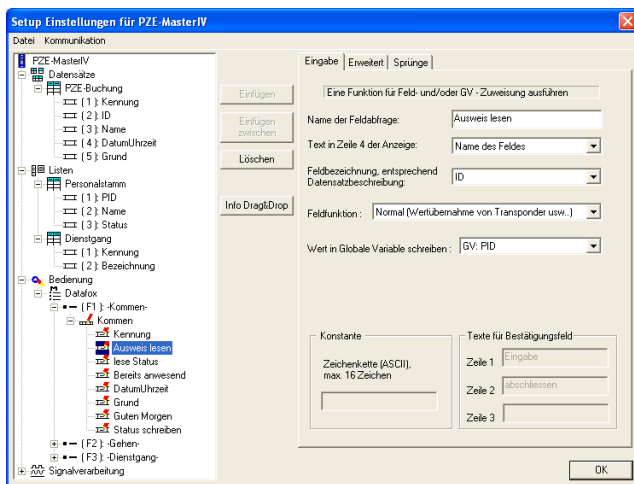 Setup Einstellungen für PZE-MasterIV
Datei Kommunikation
PZE-MasterIV
Datensätze
PZE-Buchung
( 1 ): Kennung
( 2 ): ID
( 3 ): Name
( 4 ): DatumUhrzeit
( 5 ): Grund
Listen
Personalstamm
( 1 ): PID
( 2 ): Name
( 3 ): Status
Dienstgang
( 1 ): Kennung
( 2 ): Bezeichnung
Bedienung
Datafox
( F1 ): -Kommen-
Kommen
Kennung
Ausweis lesen
lese Status
Bereits anwesend
DatumUhrzeit
Grund
Guten Morgen
Status schreiben
( F2 ): -Gehen-
( F3 ): -Dienstgang-
Signalverarbeitung
Einfügen
Einfügen
zwischen
Löschen
Info Drag&Drop
Eingabe Erweitert Sprünge
Eine Funktion für Feld- und/oder GV - Zuweisung ausführen
Name der Feldabfrage: Ausweis lesen
Text in Zeile 4 der Anzeige: Name des Feldes
Feldbezeichnung, entsprechend
Datensatzbeschreibung: ID
Feldfunktion : Normal (Wertübernahme von Transponder usw..)
Wert in Globale Variable schreiben : GV: PID
Konstante
Zeichenkette (ASCII),
max. 16 Zeichen
Texte für Bestätigungsfeld
Zeile 1 Eingabe
Zeile 2 abschliessen
Zeile 3
OK